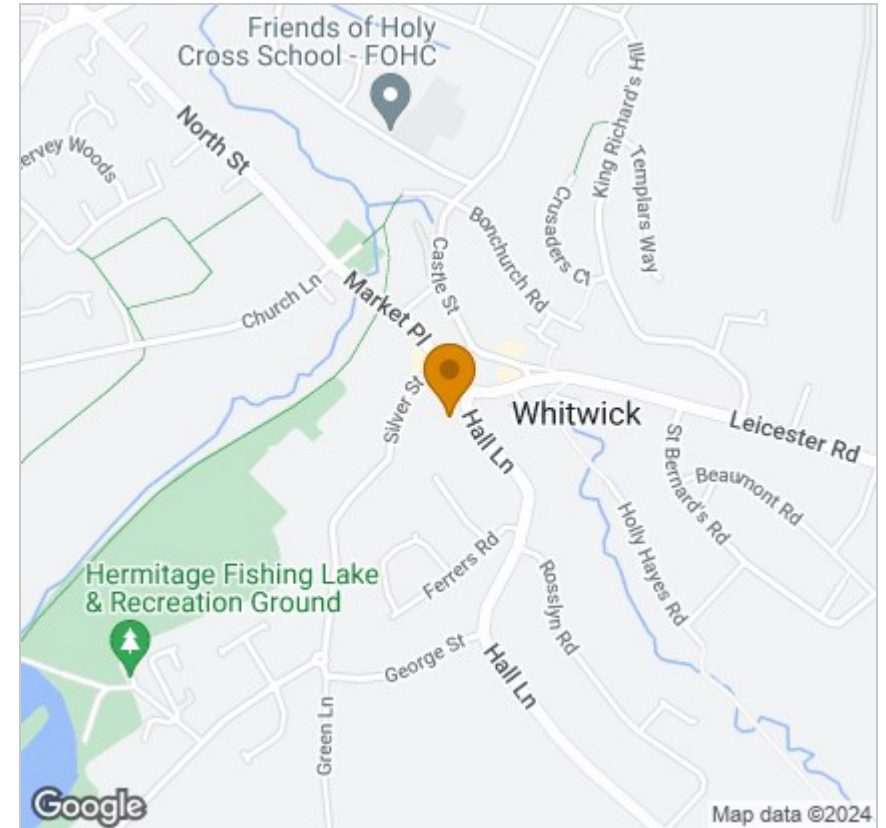 Friends of Holy
Cross School - FOHC
King Richard's Hill
North St
ervey Woods
Templars Way
Crusaders Ct
Bonchurch Rd
Castle St
Church Ln
Market Pl
Silver St
Hall Ln
Whitwick
Leicester Rd
St Bernard's Rd
Beaumont Rd
Holly Hayes Rd
Ferrers Rd
Rosslyn Rd
Hermitage Fishing Lake
& Recreation Ground
George St
Hall Ln
Green Ln
Google
Map data ©2024